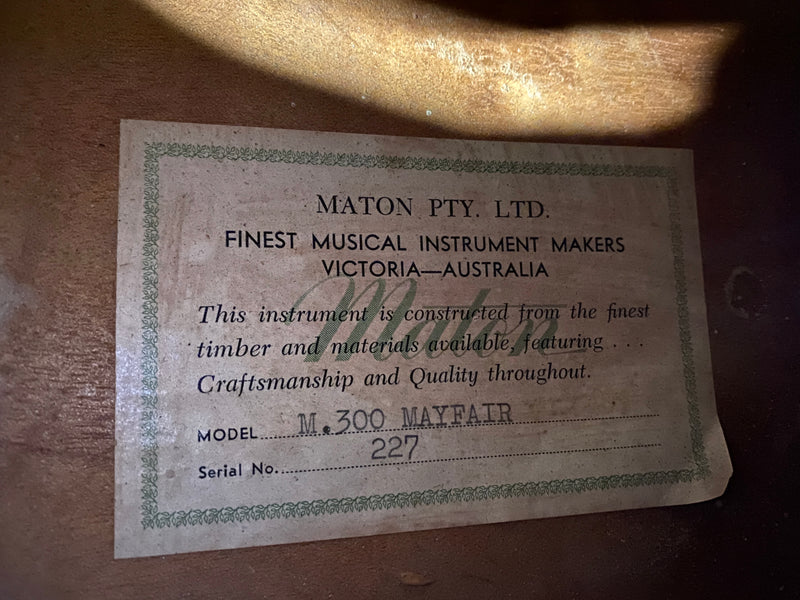 MATON PTY. LTD.
FINEST MUSICAL INSTRUMENT MAKERS
VICTORIA—AUSTRALIA
Maton
This instrument is constructed from the finest
timber and materials available, featuring . . .
Craftsmanship and Quality throughout.
MODEL M.300 MAYFAIR
Serial No. 227